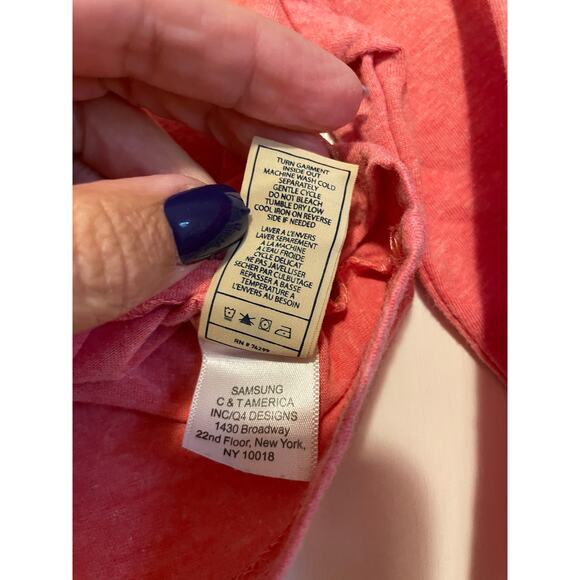 TURN GARMENT
INSIDE OUT
MACHINE WASH COLD
SEPARATELY
GENTLE CYCLE
DO NOT BLEACH
TUMBLE DRY LOW
COOL IRON ON REVERSE
SIDE IF NEEDED
LAVER A L'ENVERS
LAVER SEPAREMENT
A LA MACHINE
A L'EAU FROIDE
CYCLE DELICAT
NE PAS JAVELLISER
SECHER PAR CULBUTAGE
REPASSER A BASSE
TEMPERATURE A
L'ENVERS AU BESOIN
RN # 76299
SAMSUNG
C & T AMERICA
INC/Q4 DESIGNS
1430 Broadway
22nd Floor, New York,
NY 10018